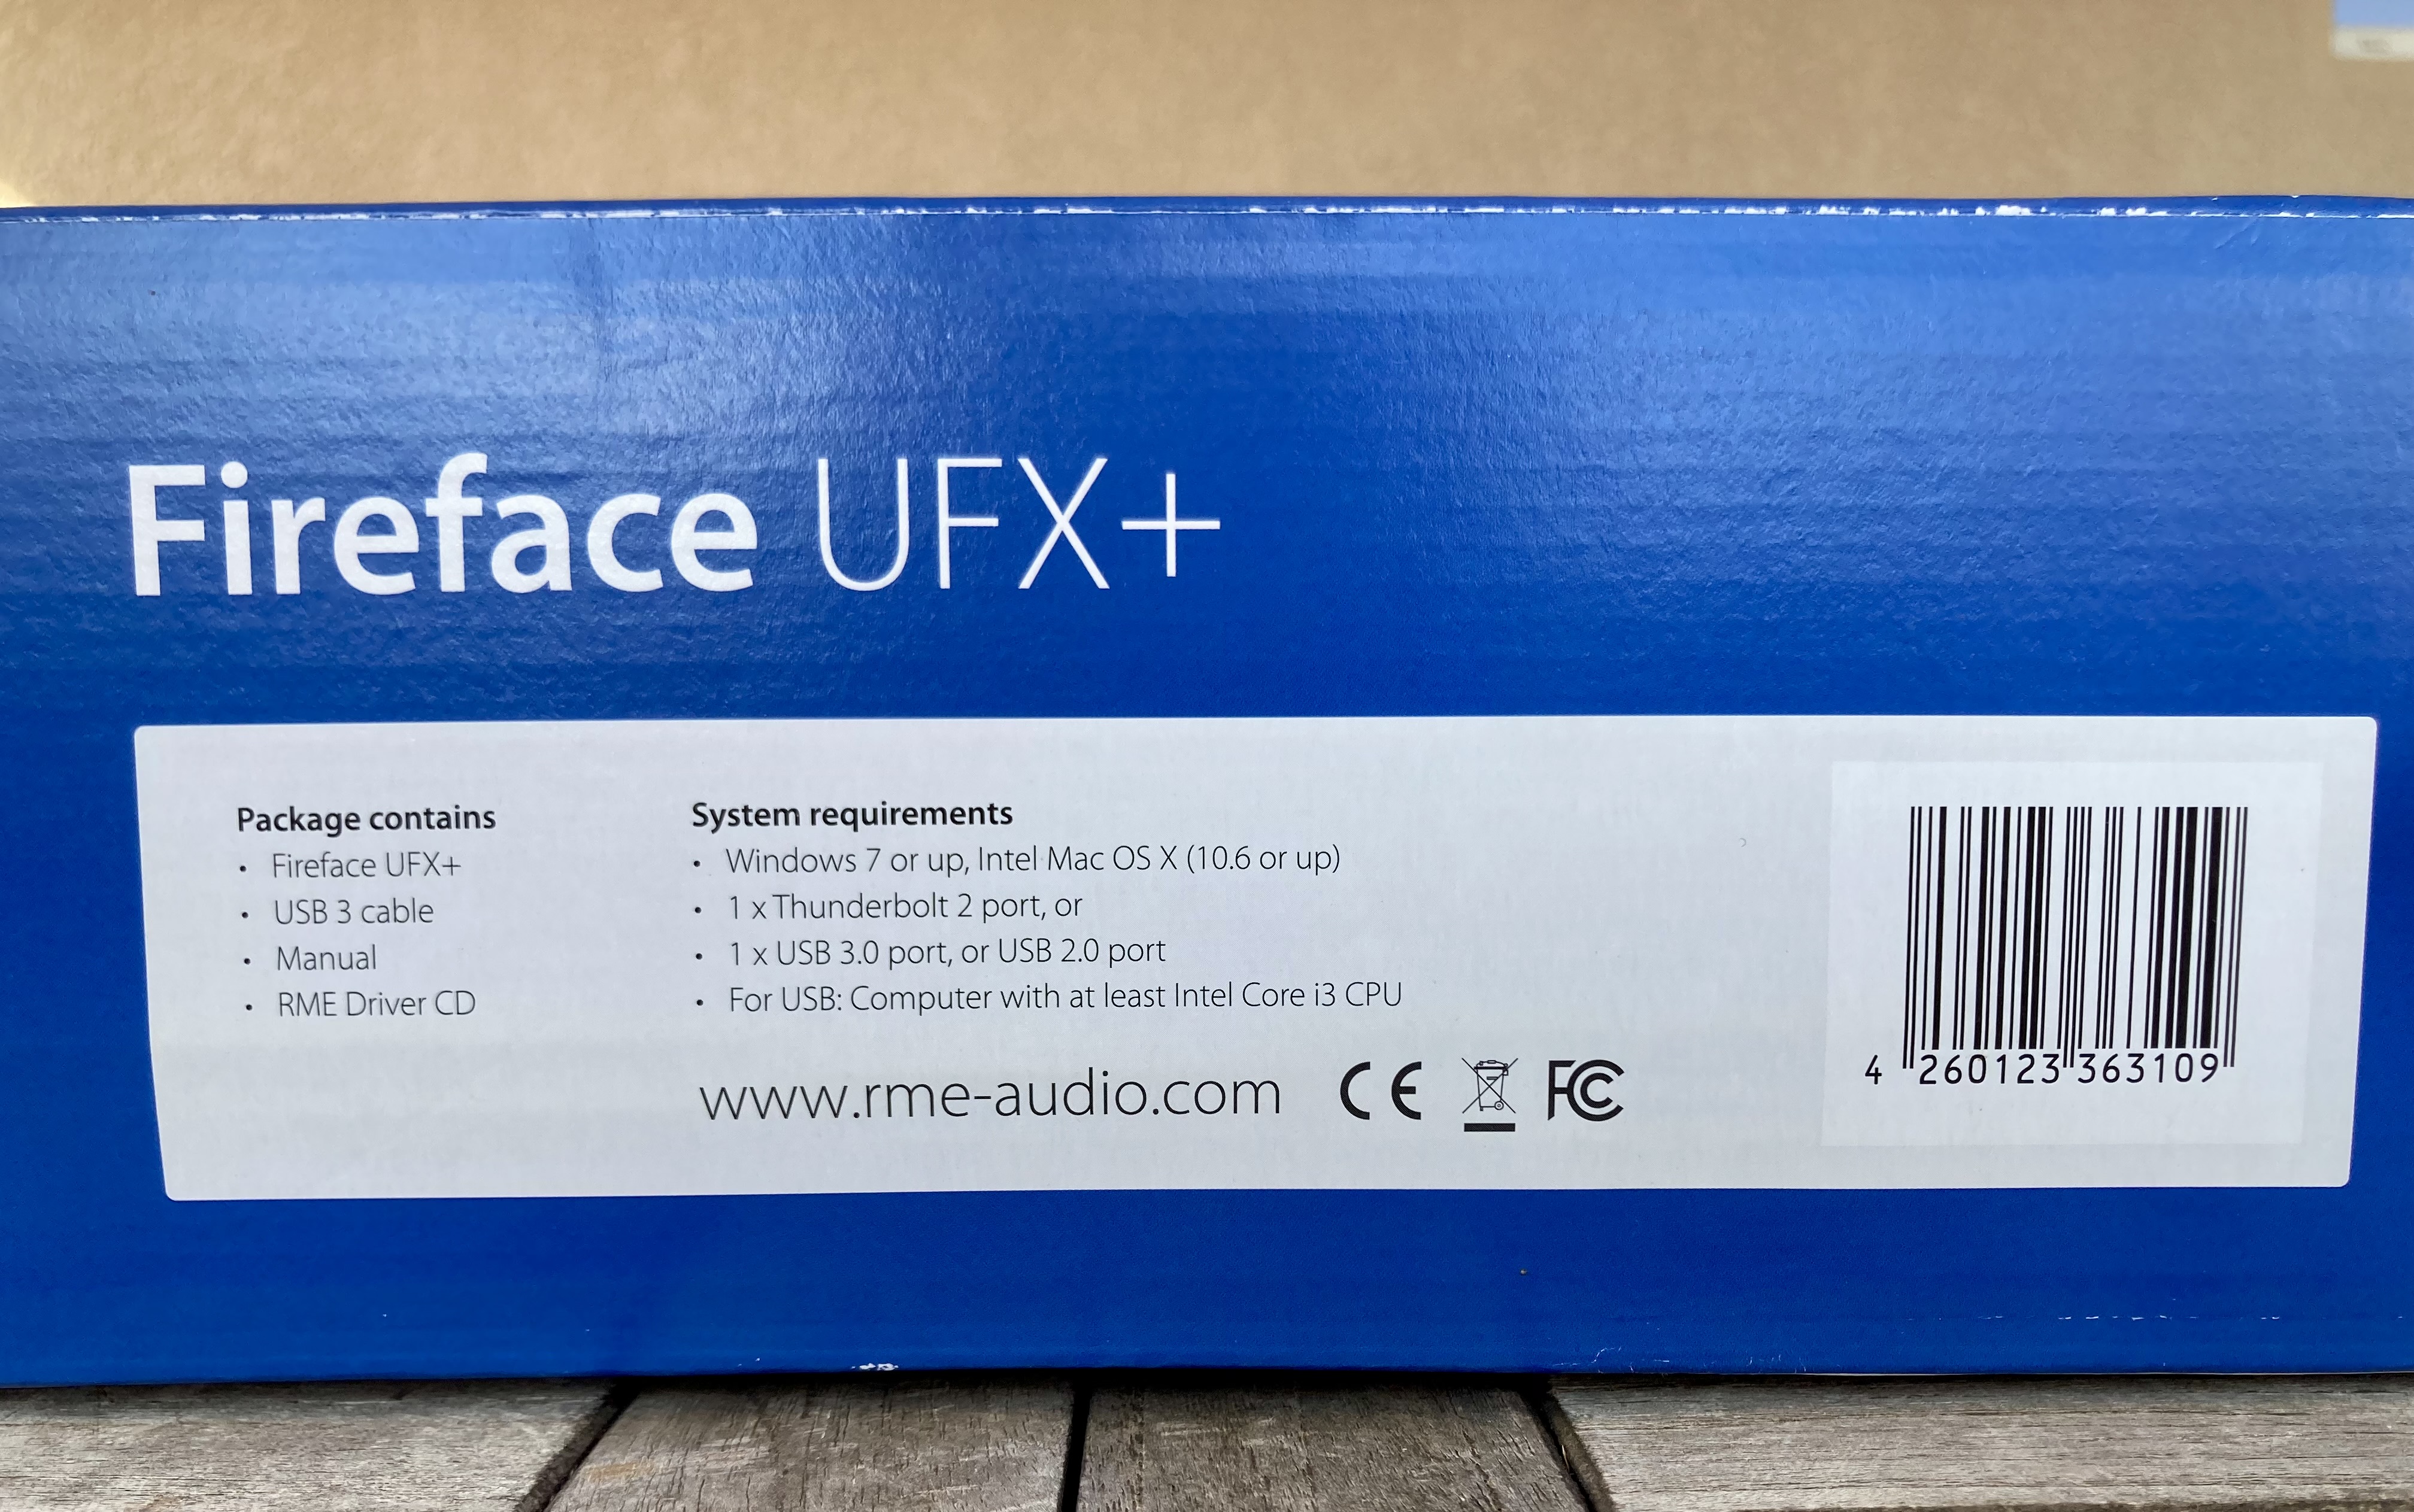 Fireface UFX+
Package contains
• Fireface UFX+
• USB 3 cable
• Manual
• RME Driver CD
System requirements
• Windows 7 or up, Intel Mac OS X (10.6 or up)
• 1 x Thunderbolt 2 port, or
• 1 x USB 3.0 port, or USB 2.0 port
• For USB: Computer with at least Intel Core i3 CPU
www.rme-audio.com CE FC
4 260123 363109